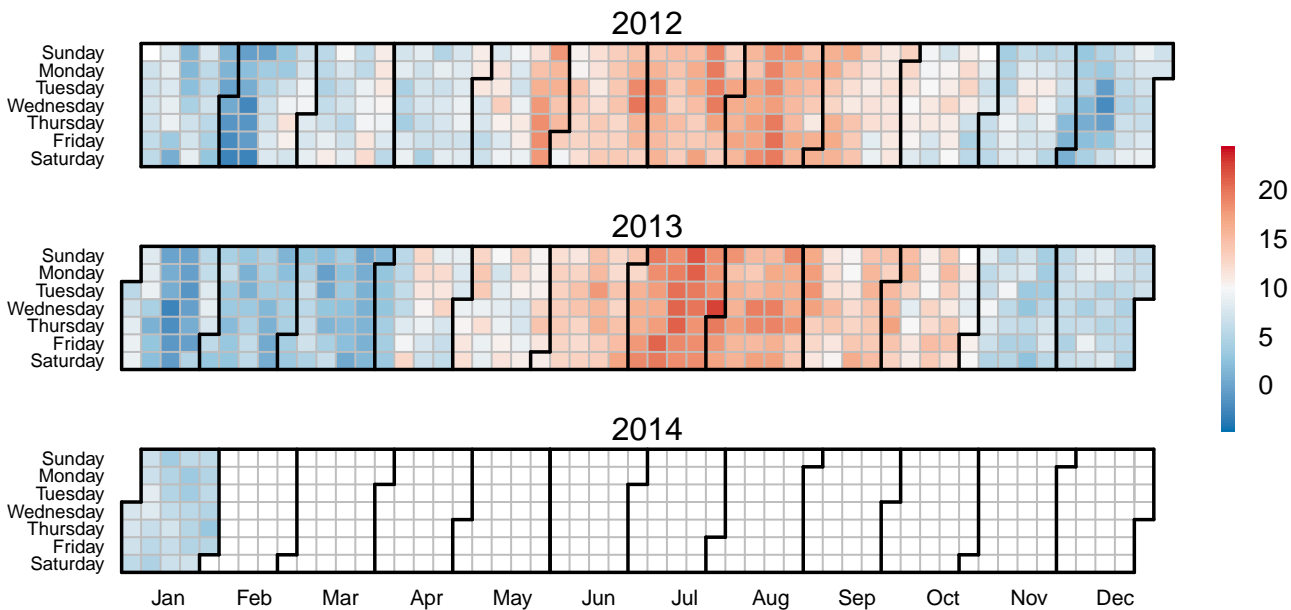 2012
Sunday
Monday
Tuesday
Wednesday
Thursday
Friday
Saturday
2013
Sunday
Monday
Tuesday
Wednesday
Thursday
Friday
Saturday
20
15
10
5
0
2014
Sunday
Monday
Tuesday
Wednesday
Thursday
Friday
Saturday
Jan Feb Mar Apr May Jun Jul Aug Sep Oct Nov Dec